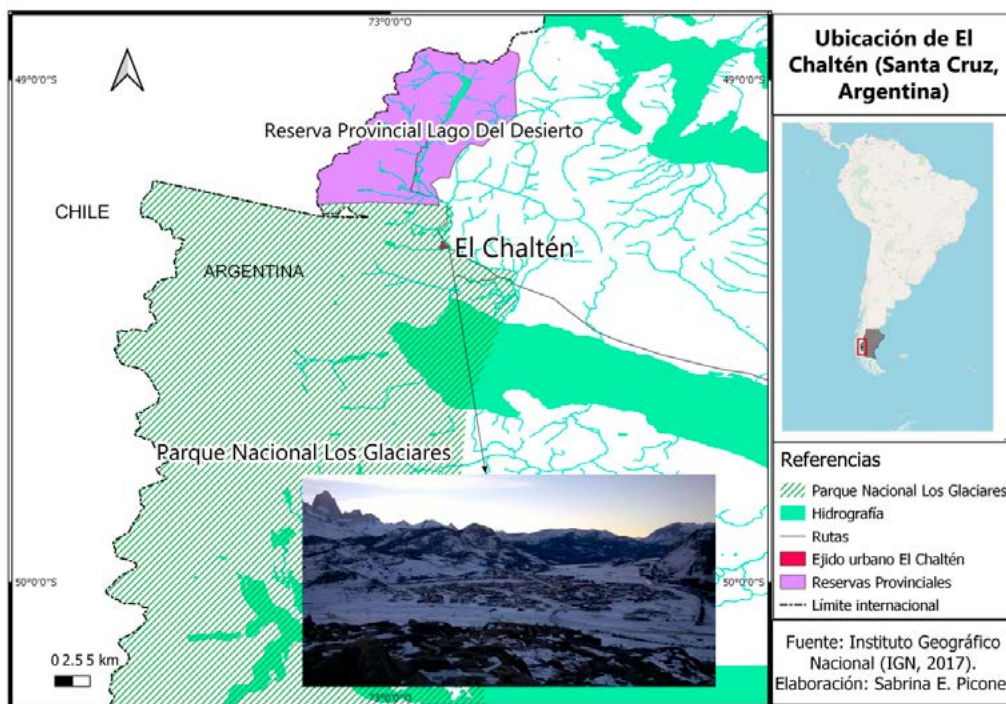 73°0'0"O
49°0'0"S
49°0'0"S
Reserva Provincial Lago Del Desierto
CHILE
ARGENTINA
El Chaltén
Parque Nacional Los Glaciares
50°0'0"S
50°0'0"S
0 2.5 5 km
73°0'0"O
Ubicación de El
Chaltén (Santa Cruz,
Argentina)
Referencias
Parque Nacional Los Glaciares
Hidrografía
Rutas
Ejido urbano El Chaltén
Reservas Provinciales
Límite internacional
Fuente: Instituto Geográfico
Nacional (IGN, 2017).
Elaboración: Sabrina E. Picone